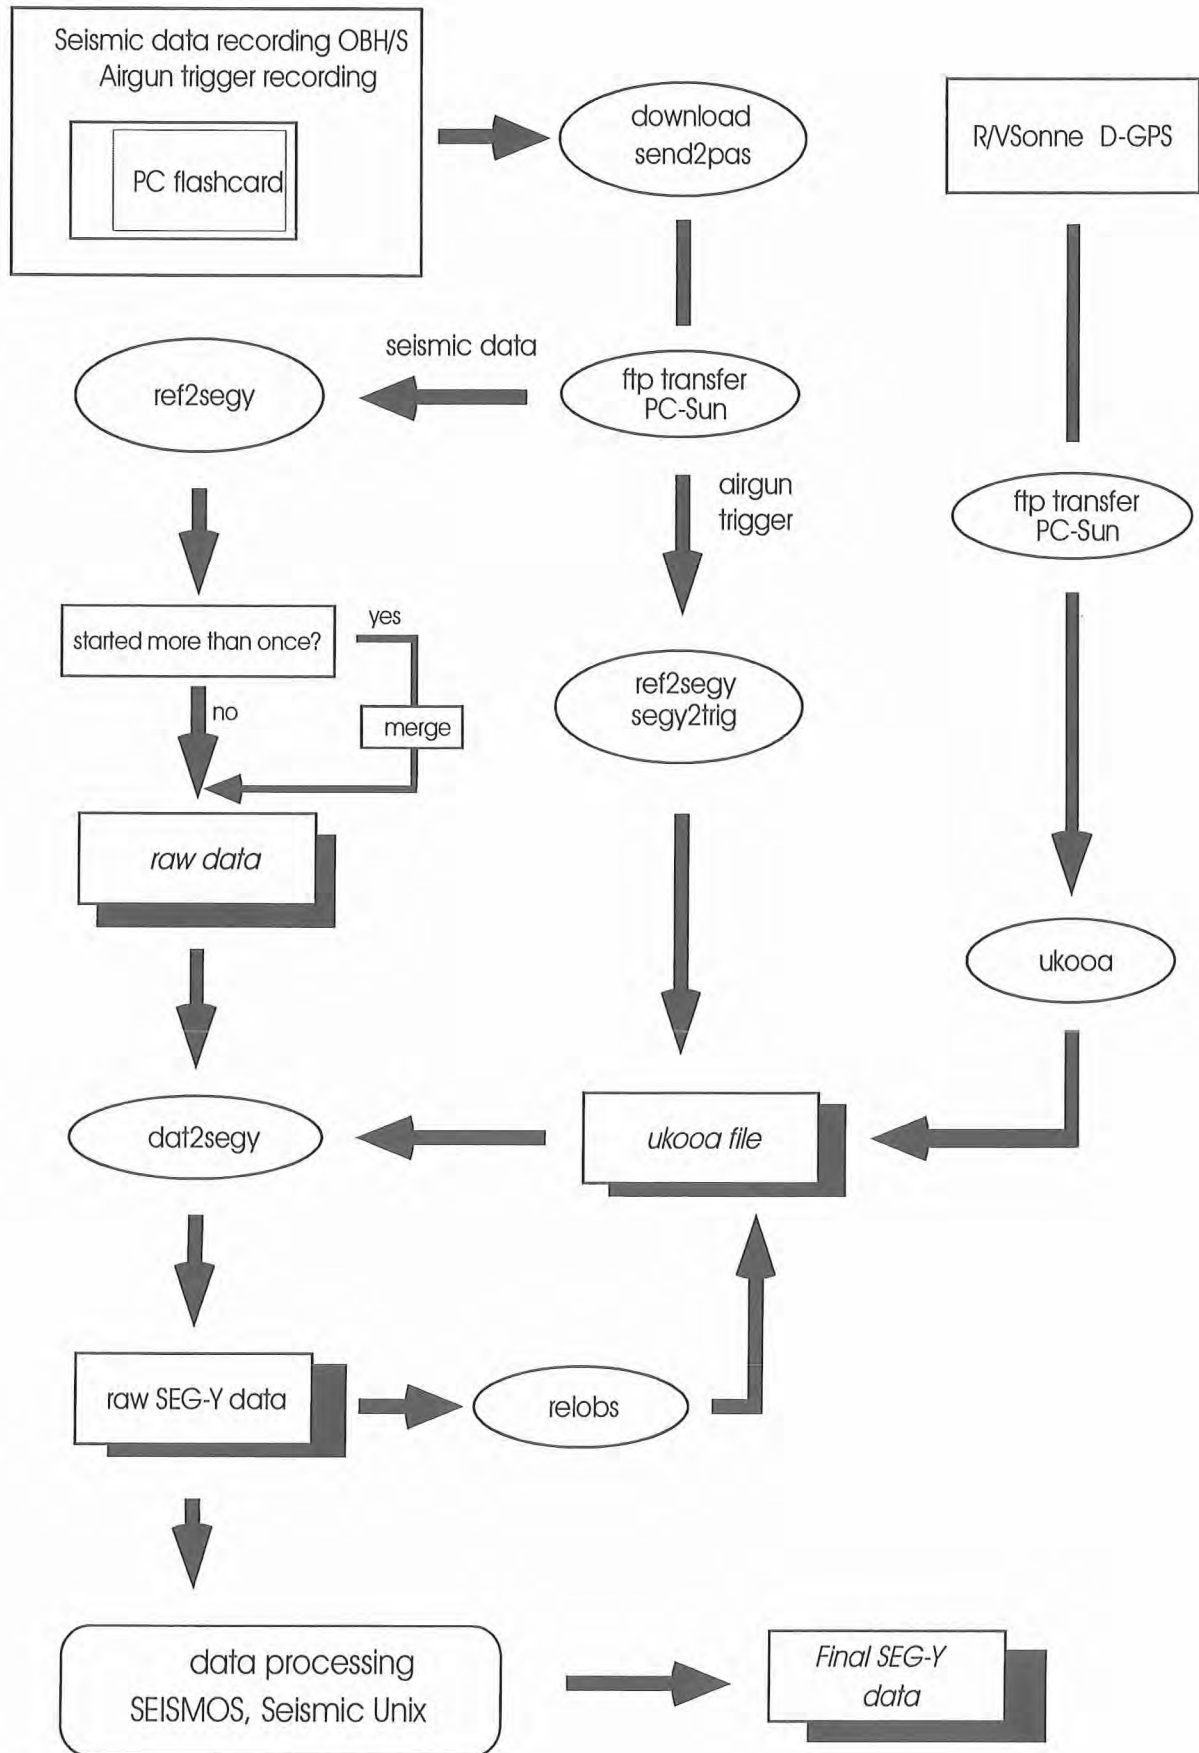 Seismic data recording OBH/S
Airgun trigger recording
PC flashcard
download
send2pas
R/VSonne D-GPS
seismic data
ref2segy
ftp transfer
PC-Sun
airgun
trigger
ftp transfer
PC-Sun
started more than once?
yes
no
merge
ref2segy
segy2trig
raw data
ukooa
dat2segy
ukooa file
raw SEG-Y data
relobs
data processing
SEISMOS, Seismic Unix
Final SEG-Y
data